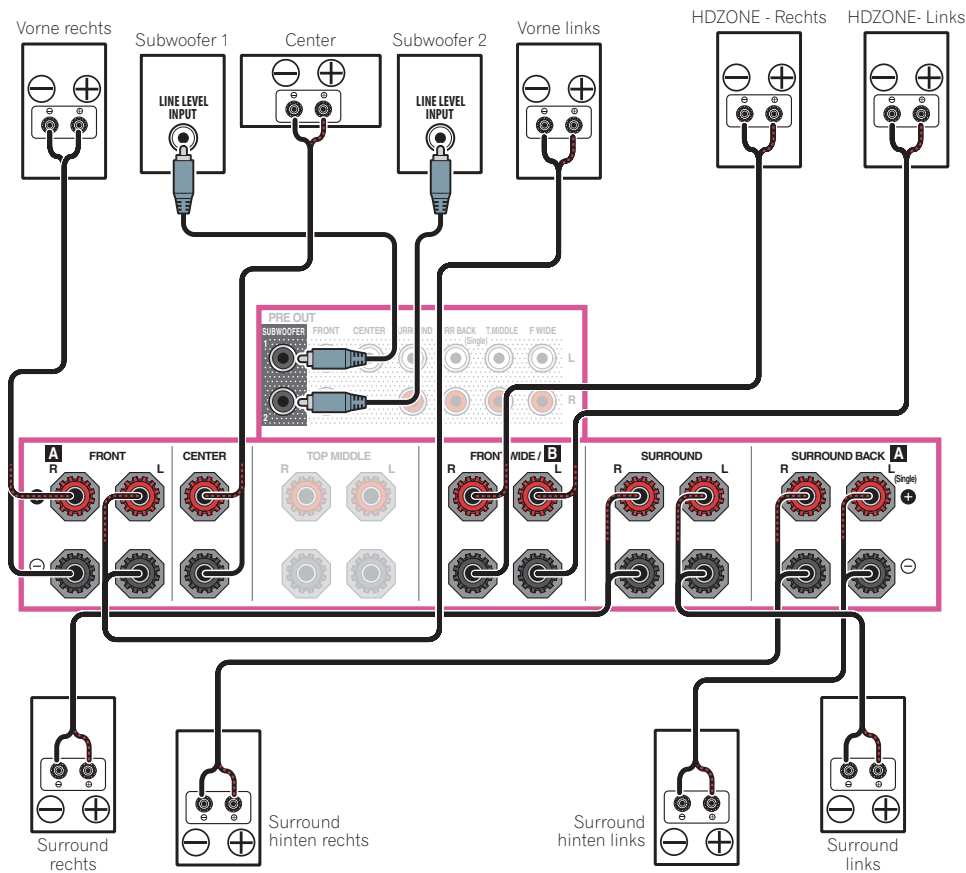 Vorne rechts
Subwoofer 1
Center
Subwoofer 2
Vorne links
HDZONE - Rechts
HDZONE- Links
LINE LEVEL
INPUT
LINE LEVEL
INPUT
PRE OUT
SUBWOOFER
FRONT
CENTER
T.MIDDLE
F WIDE
(Single)
1
L
2
R
A
FRONT
R
L
CENTER
TOP MIDDLE
R
L
FRONT WIDE / B
R
L
SURROUND
R
L
SURROUND BACK A
R
L
(Single)
Surround
rechts
Surround
hinten rechts
Surround
hinten links
Surround
links